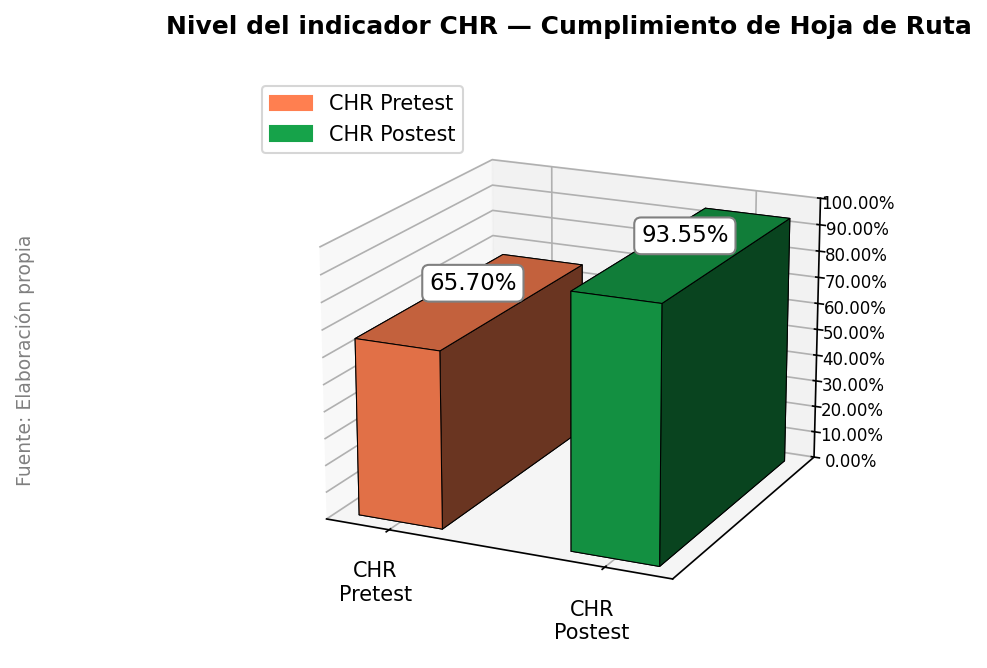 Nivel del indicador CHR — Cumplimiento de Hoja de Ruta
CHR Pretest
CHR Postest
Fuente: Elaboración propia
65.70%
93.55%
100.00%
90.00%
80.00%
70.00%
60.00%
50.00%
40.00%
30.00%
20.00%
10.00%
0.00%
CHR
Pretest
CHR
Postest